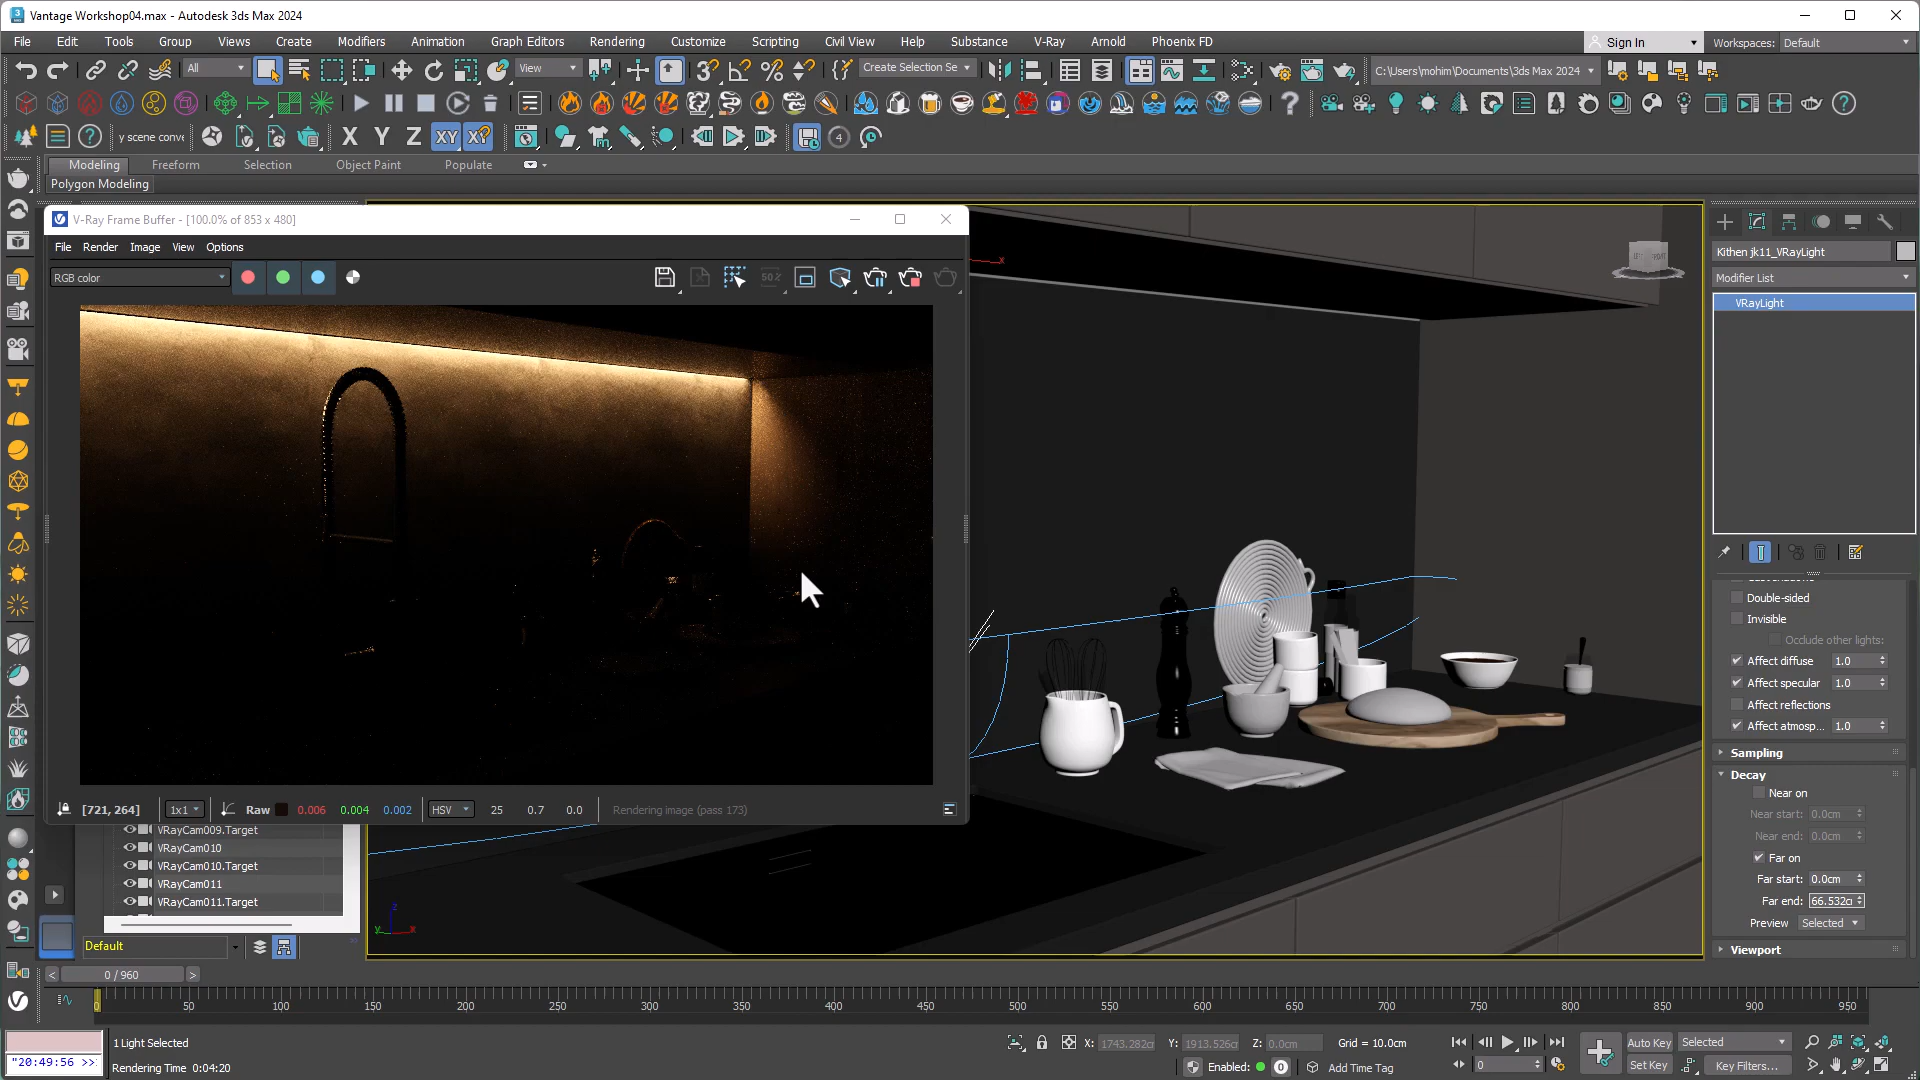 Vantage Workshop04.max - Autodesk 3ds Max 2024
File Edit Tools Group Views Create Modifiers Animation Graph Editors Rendering Customize Scripting Civil View Help Substance V-Ray Arnold Phoenix FD
Sign In
Workspaces: Default
All
View
Create Selection Se
C:\Users\mohim\Documents\3ds Max 2024
y scene conve
X Y Z XY XY
Modeling Freeform Selection Object Paint Populate
Polygon Modeling
V-Ray Frame Buffer - [100.0% of 853 x 480]
File Render Image View Options
RGB color
50%
[721, 264] 1x1 Raw 0.006 0.004 0.002 HSV 25 0.7 0.0 Rendering image (pass 173)
VRayCam009.Target
VRayCam010
VRayCam010.Target
VRayCam011
VRayCam011.Target
Default
Kithen jk11_VRayLight
Modifier List
VRayLight
Double-sided
Invisible
Occlude other lights:
Affect diffuse 1.0
Affect specular 1.0
Affect reflections
Affect atmosp... 1.0
Sampling
Decay
Near on
Near start: 0.0cm
Near end: 0.0cm
Far on
Far start: 0.0cm
Far end: 66.532c
Preview Selected
Viewport
0 / 960
0 50 100 150 200 250 300 350 400 450 500 550 600 650 700 750 800 850 900 950
1 Light Selected
X: 1743.282c Y: 1913.526c Z: 0.0cm Grid = 10.0cm
Auto Key Selected
"20:49:56 >>
Rendering Time 0:04:20
Enabled: 0 Add Time Tag
0
Set Key Key Filters...